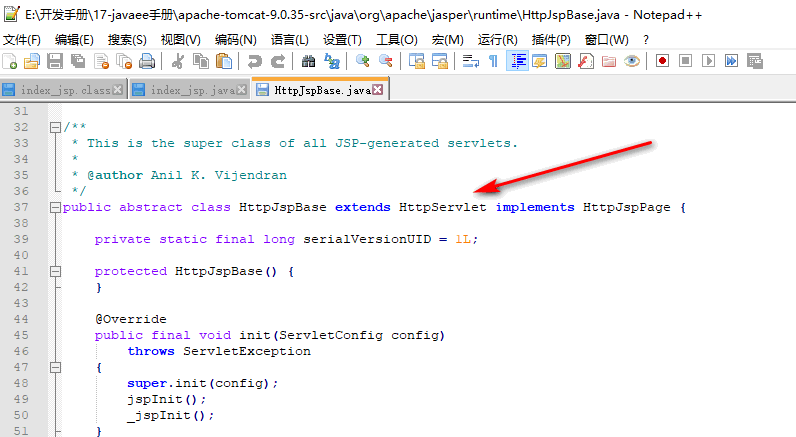 E:\开发手册\17-javaee手册\apache-tomcat-9.0.35-src\java\org\apache\jasper\runtime\HttpJspBase.java - Notepad++
文件(F) 编辑(E) 搜索(S) 视图(V) 编码(N) 语言(L) 设置(T) 工具(O) 宏(M) 运行(R) 插件(P) 窗口(W) ?
index_jsp.class index_jsp.java HttpJspBase.java
31
32 /**
33 * This is the super class of all JSP-generated servlets.
34 *
35 * @author Anil K. Vijendran
36 */
37 public abstract class HttpJspBase extends HttpServlet implements HttpJspPage {
38
39 private static final long serialVersionUID = 1L;
40
41 protected HttpJspBase() {
42 }
43
44 @Override
45 public final void init(ServletConfig config)
46 throws ServletException
47 {
48 super.init(config);
49 jspInit();
50 _jspInit();
51 }